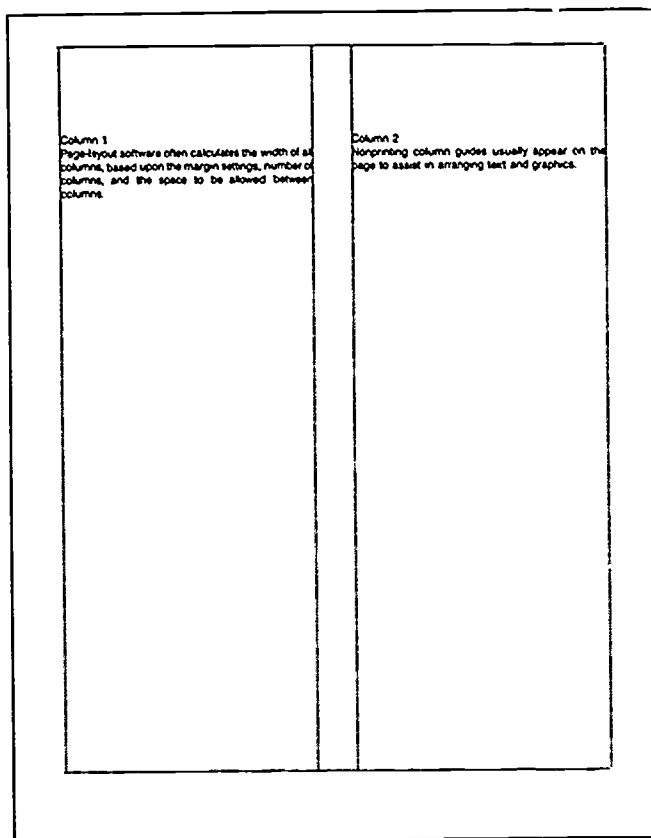 Column 1
Page-layout software often calculates the width of all
columns, based upon the margin settings, number of
columns, and the space to be allowed between
columns.
Column 2
Nonprinting column guides usually appear on the
page to assist in arranging text and graphics.